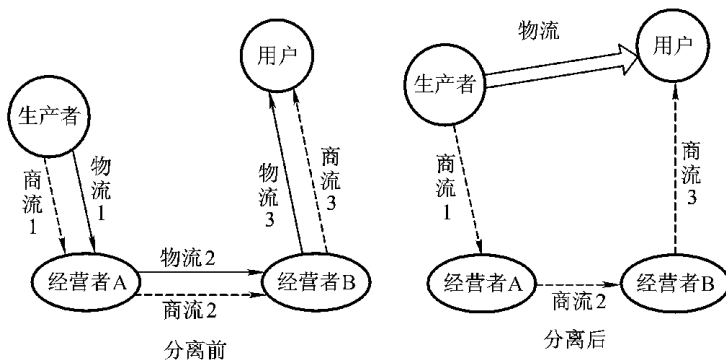 用户
生产者
商流1
物流1
物流3
商流3
经营者A
物流2
商流2
经营者B
分离前
物流
用户
生产者
商流1
商流3
经营者A
商流2
经营者B
分离后